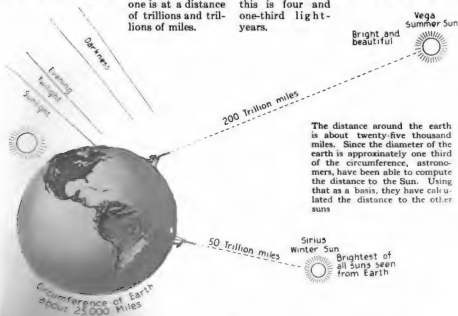 one is at a distance
of trillions and tril-
lions of miles.
this is four and
one-third light-
years.
Vega
Summer Sun
Bright and
beautiful
Darkness
Evening
Twilight
Sunlight
200 Trillion miles
The distance around the earth
is about twenty-five thousand
miles. Since the diameter of the
earth is approximately one third
of the circumference, astrono-
mers, have been able to compute
the distance to the Sun. Using
that as a basis, they have calcu-
lated the distance to the other
suns
50 Trillion miles
Sirius
Winter Sun
Brightest of
all Suns seen
from Earth
Circumference of Earth
about 25,000 Miles